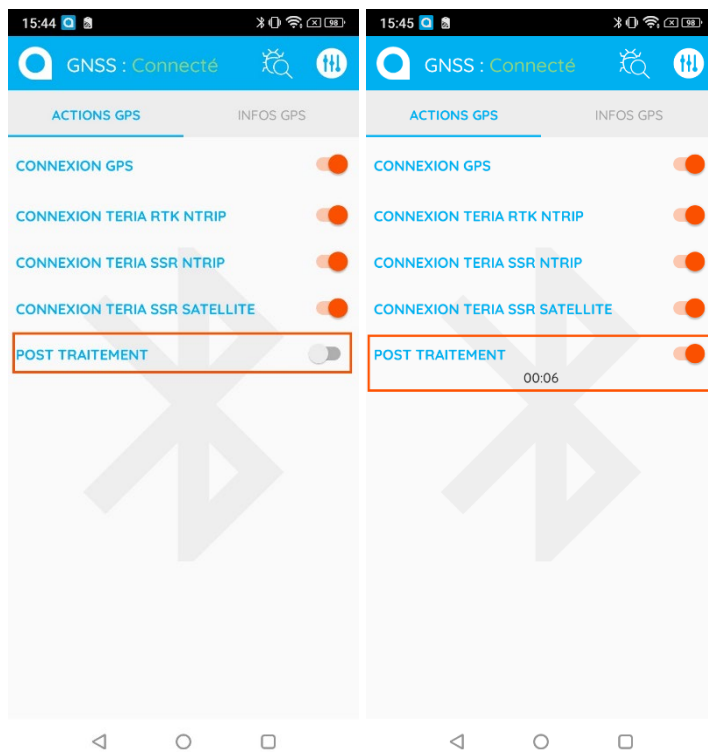 15:44
98
GNSS : Connecté
ACTIONS GPS
INFOS GPS
CONNEXION GPS
CONNEXION TERIA RTK NTRIP
CONNEXION TERIA SSR NTRIP
CONNEXION TERIA SSR SATELLITE
POST TRAITEMENT
15:45
98
GNSS : Connecté
ACTIONS GPS
INFOS GPS
CONNEXION GPS
CONNEXION TERIA RTK NTRIP
CONNEXION TERIA SSR NTRIP
CONNEXION TERIA SSR SATELLITE
POST TRAITEMENT
00:06